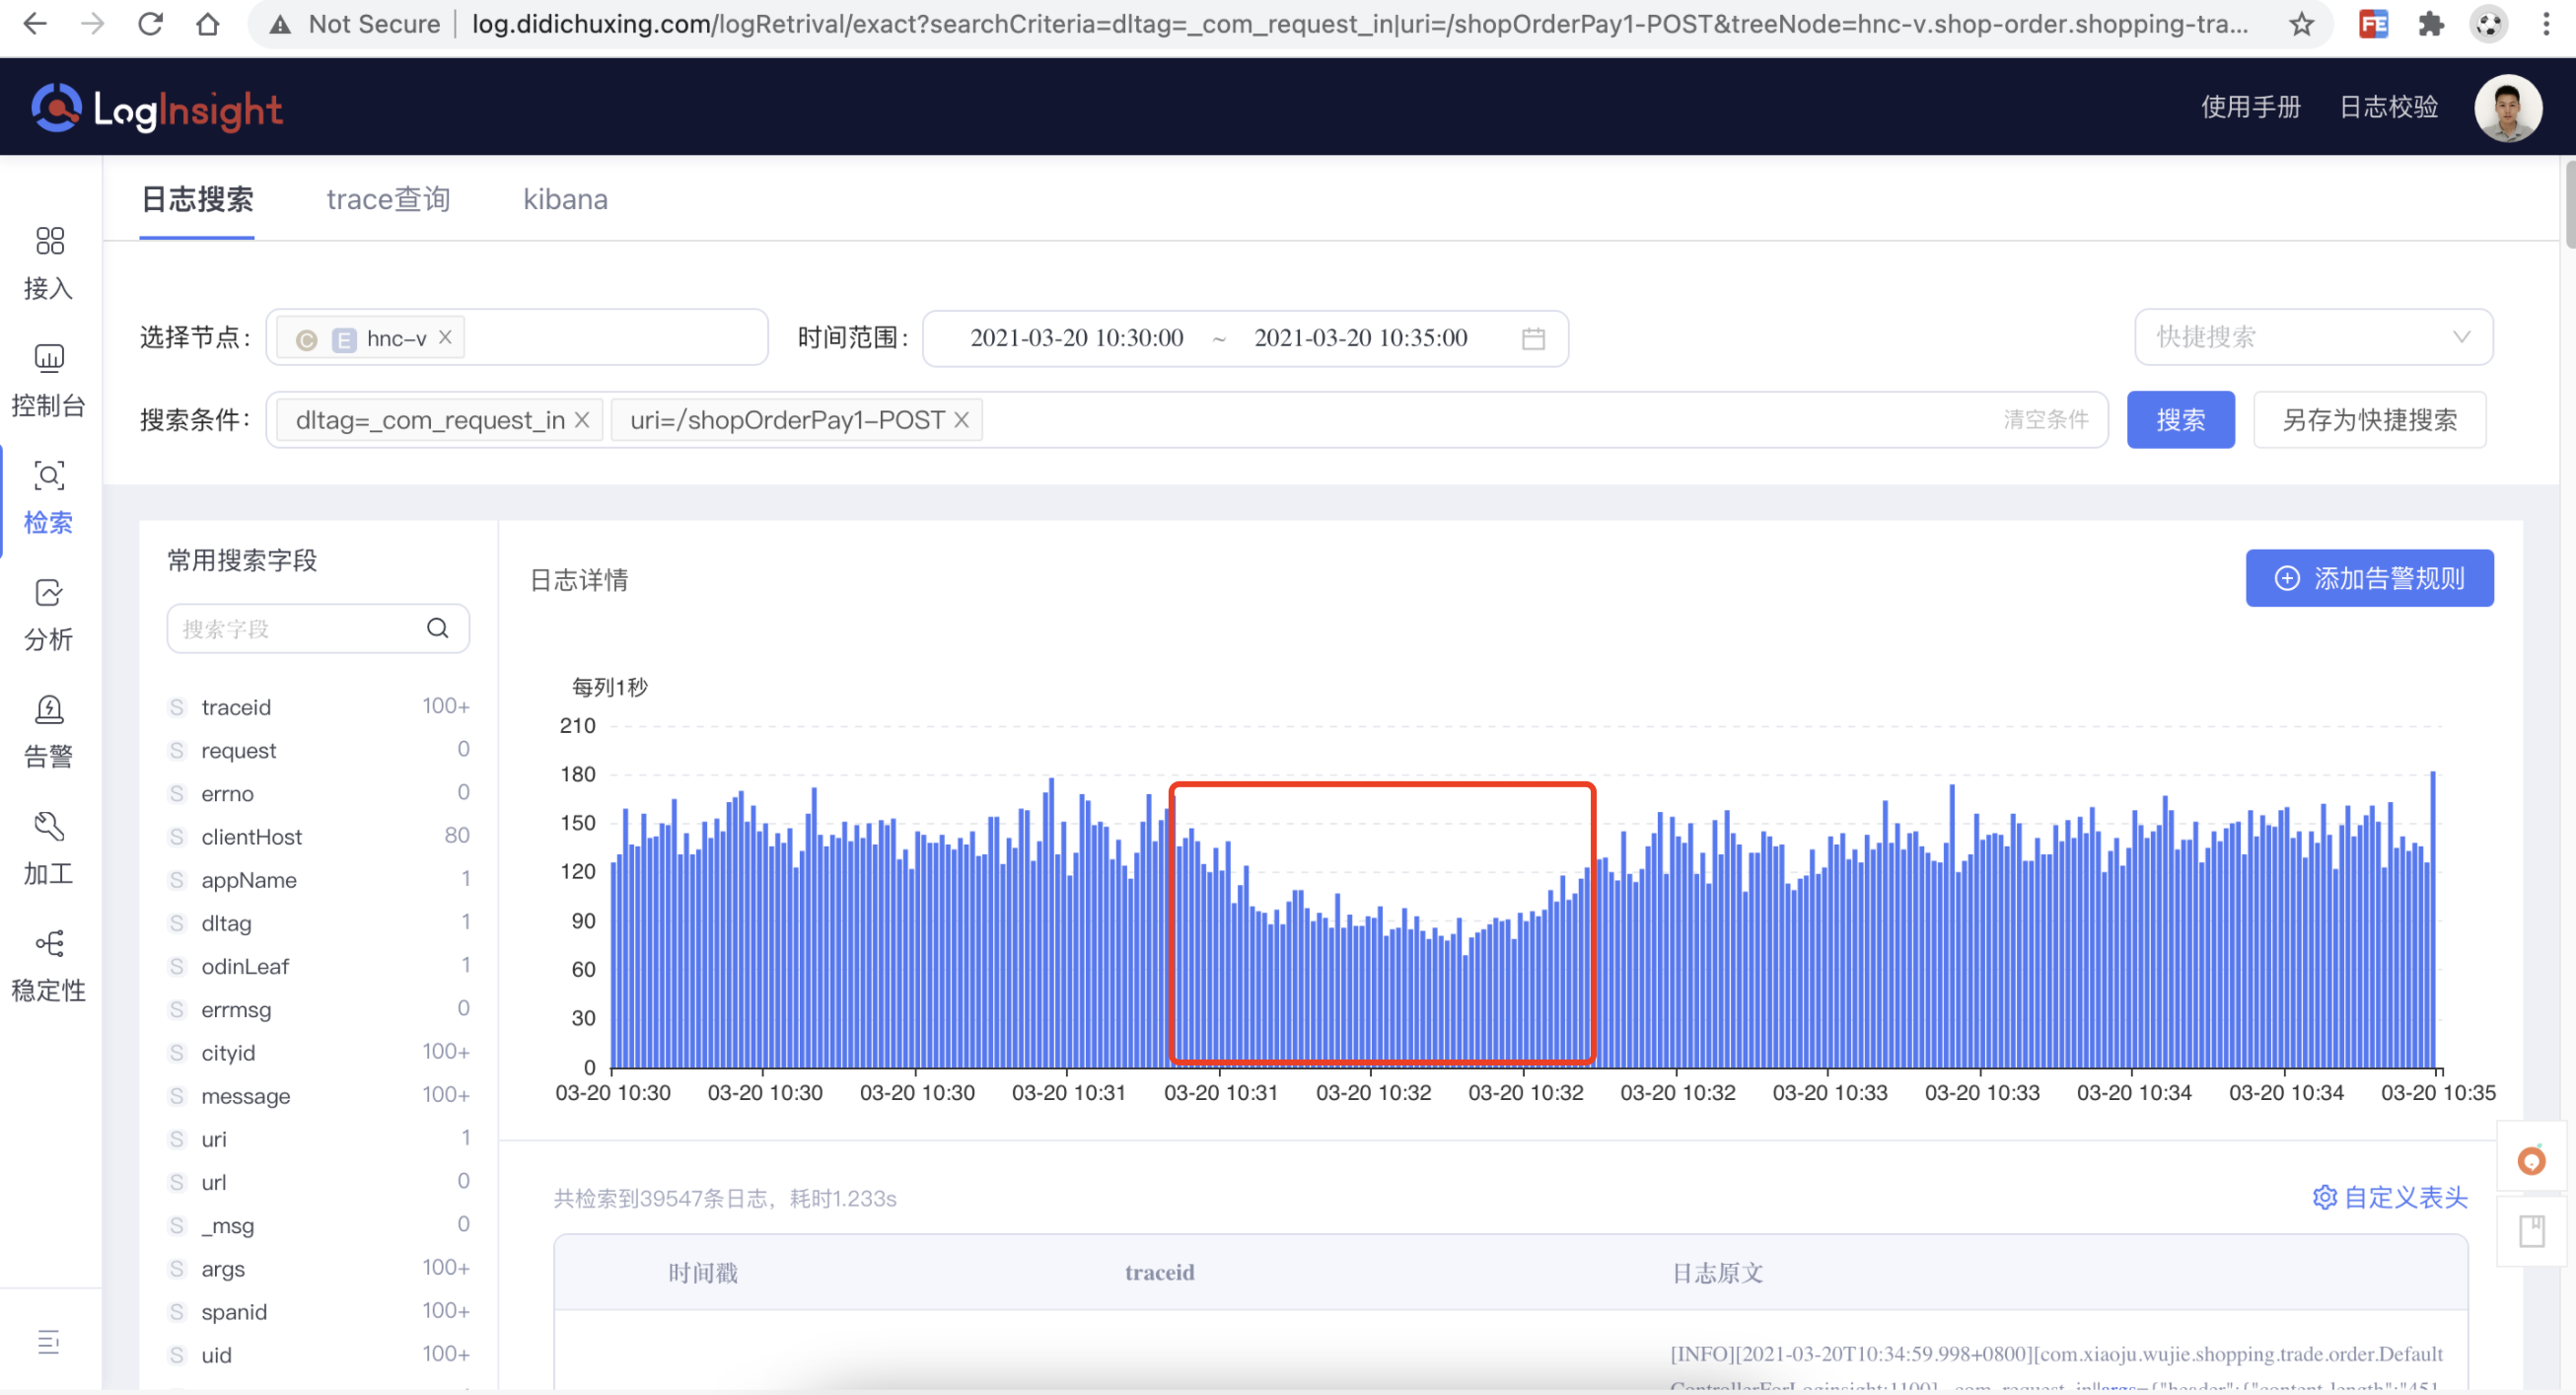 Not Secure | log.didichuxing.com/logRetrival/exact?searchCriteria=dltag=_com_request_in|uri=/shopOrderPay1-POST&treeNode=hnc-v.shop-order.shopping-tra...
FE
LogInsight
使用手册
日志校验
日志搜索
trace查询
kibana
接入
控制台
检索
分析
告警
加工
稳定性
选择节点：
C E hnc-v ×
时间范围：
2021-03-20 10:30:00 ~ 2021-03-20 10:35:00
快捷搜索
搜索条件：
dltag=_com_request_in ×
uri=/shopOrderPay1-POST ×
清空条件
搜索
另存为快捷搜索
常用搜索字段
搜索字段
S traceid 100+
S request 0
S errno 0
S clientHost 80
S appName 1
S dltag 1
S odinLeaf 1
S errmsg 0
S cityid 100+
S message 100+
S uri 1
S url 0
S _msg 0
S args 100+
S spanid 100+
S uid 100+
日志详情
添加告警规则
每列1秒
210
180
150
120
90
60
30
0
03-20 10:30 03-20 10:30 03-20 10:30 03-20 10:31 03-20 10:31 03-20 10:32 03-20 10:32 03-20 10:32 03-20 10:33 03-20 10:33 03-20 10:34 03-20 10:34 03-20 10:35
共检索到39547条日志，耗时1.233s
自定义表头
时间戳 traceid 日志原文
[INFO][2021-03-20T10:34:59.998+0800][com.xiaoju.wujie.shopping.trade.order.Default
ControllerForLoginsight:1100] _com_request_in||args={"header":{"content-length":"451